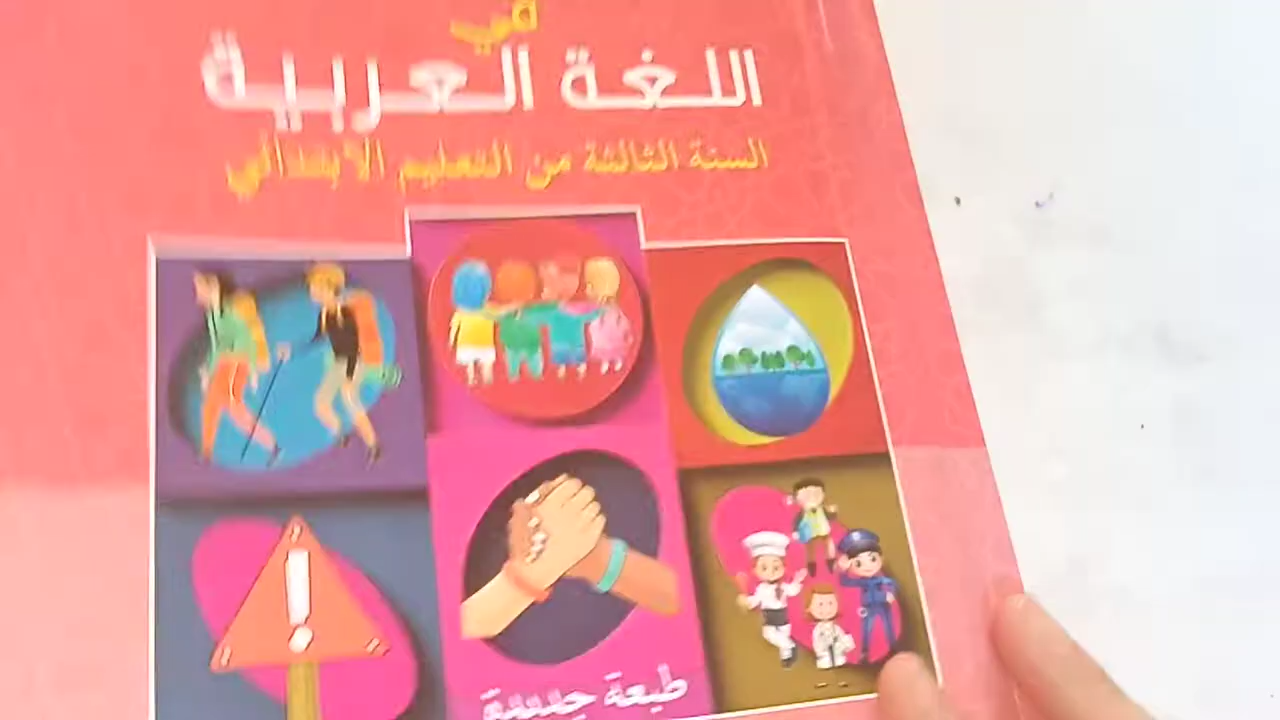 في
اللغة العربية
السنة الثالثة من التعليم الابتدائي
طبعة جديدة